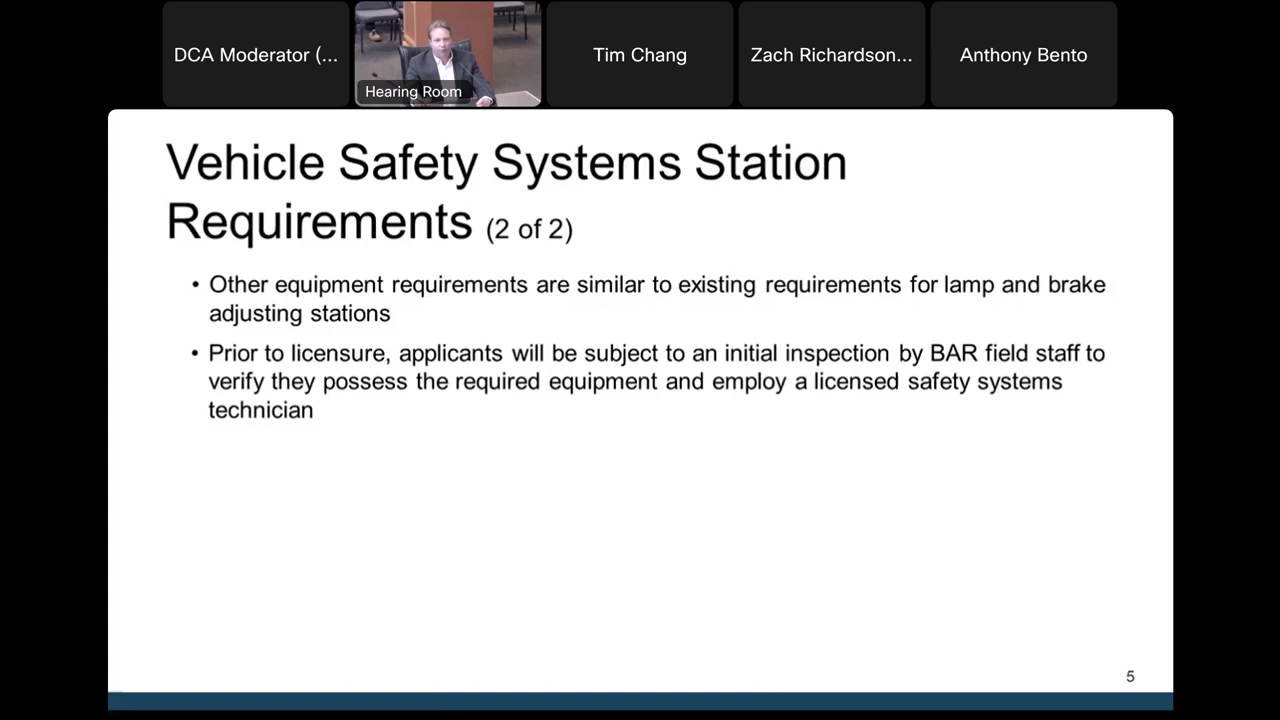 DCA Moderator (...
Hearing Room
Tim Chang
Zach Richardson...
Anthony Bento
Vehicle Safety Systems Station
Requirements (2 of 2)
• Other equipment requirements are similar to existing requirements for lamp and brake
adjusting stations
• Prior to licensure, applicants will be subject to an initial inspection by BAR field staff to
verify they possess the required equipment and employ a licensed safety systems
technician
5